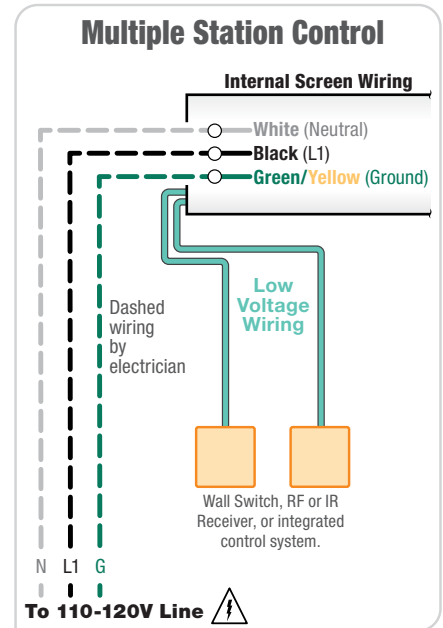 Multiple Station Control
Internal Screen Wiring
White (Neutral)
Black (L1)
Green/Yellow (Ground)
Low
Voltage
Wiring
Dashed
wiring
by
electrician
Wall Switch, RF or IR
Receiver, or integrated
control system.
N L1 G
To 110-120V Line